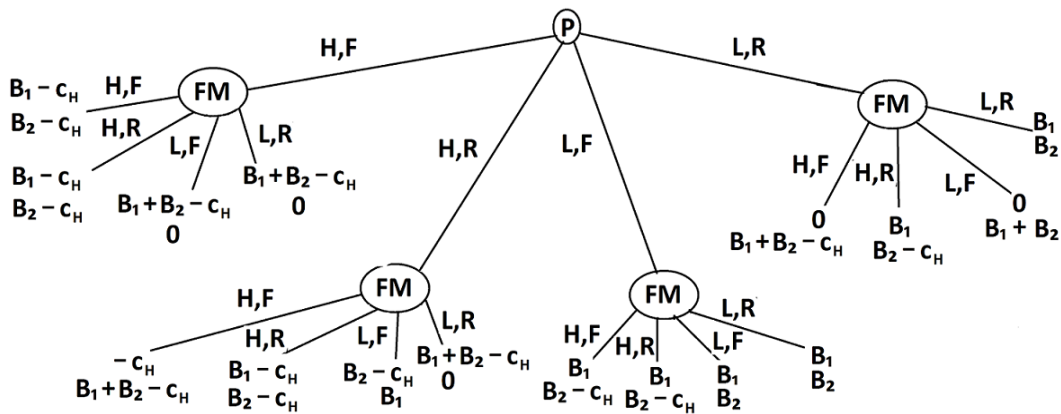 P
H,F
L,R
H,R
L,F
FM
H,F
H,R
L,F
L,R
B₁ – c_H
B₂ – c_H
B₁ – c_H
B₂ – c_H
B₁ + B₂ – c_H
0
B₁ + B₂ – c_H
0
FM
L,R
H,F
H,R
L,F
B₁
B₂
0
B₁ + B₂ – c_H
B₁
B₂ – c_H
0
B₁ + B₂
FM
H,F
H,R
L,F
L,R
– c_H
B₁ + B₂ – c_H
B₁ – c_H
B₂ – c_H
B₂ – c_H
B₁
B₁ + B₂ – c_H
0
FM
H,F
H,R
L,F
L,R
B₁
B₂ – c_H
B₁
B₂ – c_H
B₁
B₂
B₁
B₂